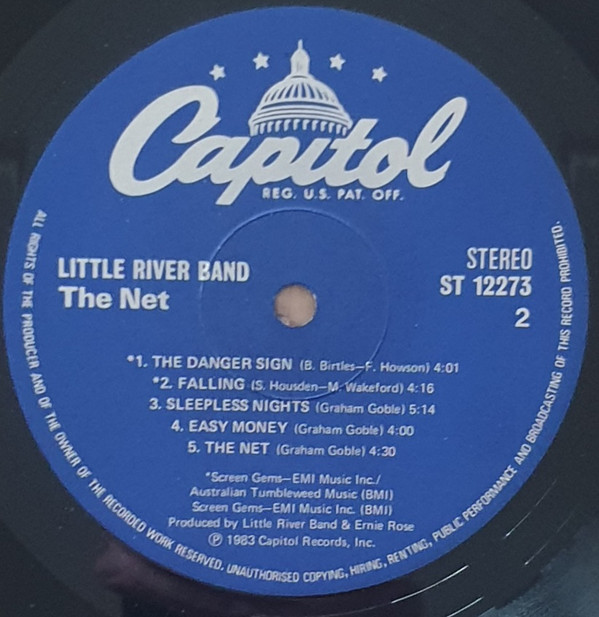 Capitol
REG. U.S. PAT. OFF.
LITTLE RIVER BAND
The Net
STEREO
ST 12273
2
*1. THE DANGER SIGN (B. Birtles–F. Howson) 4:01
*2. FALLING (S. Housden–M. Wakeford) 4:16
3. SLEEPLESS NIGHTS (Graham Goble) 5:14
4. EASY MONEY (Graham Goble) 4:00
5. THE NET (Graham Goble) 4:30
*Screen Gems–EMI Music Inc./
Australian Tumbleweed Music (BMI)
Screen Gems–EMI Music Inc. (BMI)
Produced by Little River Band & Ernie Rose
℗ 1983 Capitol Records, Inc.
ALL RIGHTS OF THE PRODUCER AND OF THE OWNER OF THE RECORDED WORK RESERVED. UNAUTHORISED COPYING, HIRING, RENTING, PUBLIC PERFORMANCE AND BROADCASTING OF THIS RECORD PROHIBITED.